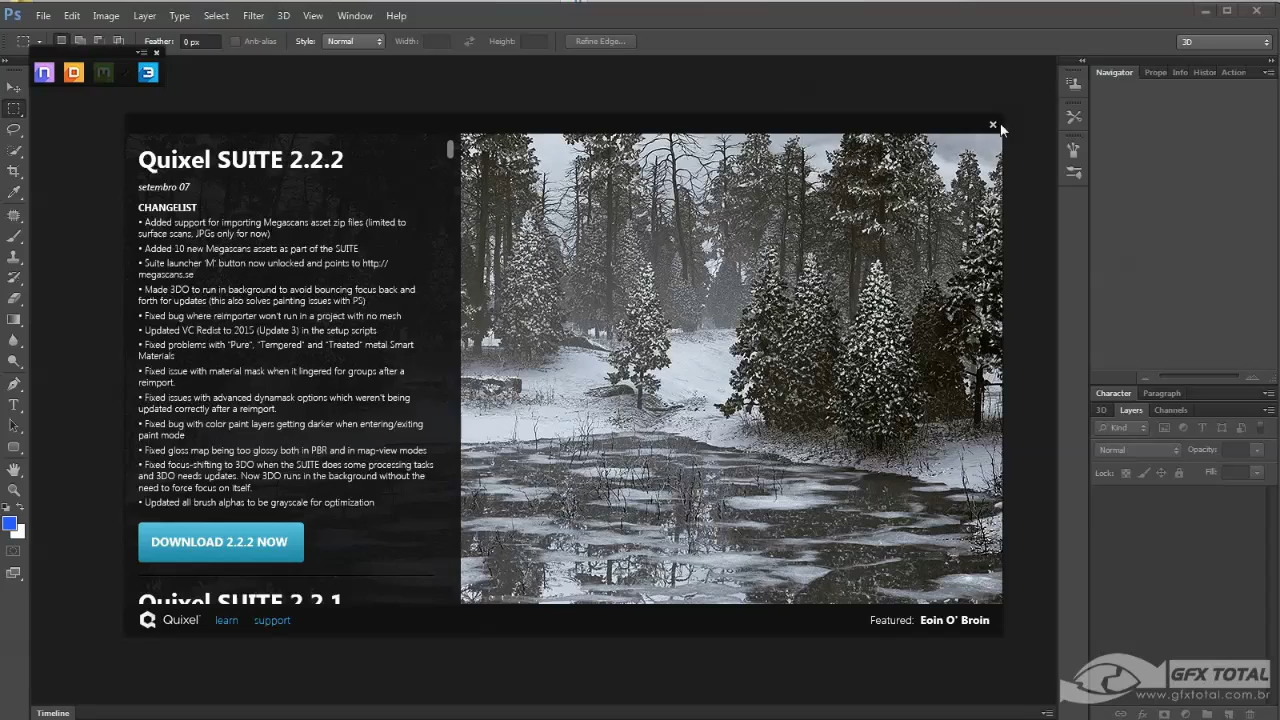 Ps File Edit Image Layer Type Select Filter 3D View Window Help
Feather: 0 px Anti-alias Style: Normal Width: Height: Refine Edge... 3D
Navigator Propo Info Histor Action
Quixel SUITE 2.2.2
setembro 07
CHANGELIST
• Added support for importing Megascans asset zip files (limited to
surface scans, JPGs only for now)
• Added 10 new Megascans assets as part of the SUITE
• Suite launcher 'M' button now unlocked and points to http://
megascans.se
• Made 3DO to run in background to avoid bouncing focus back and
forth for updates (this also solves painting issues with PS)
• Fixed bug where reimporter won't run in a project with no mesh
• Updated VC Redist to 2015 (Update 3) in the setup scripts
• Fixed problems with "Pure", "Tempered" and "Treated" metal Smart
Materials
• Fixed issue with material mask when it lingered for groups after a
reimport.
• Fixed issues with advanced dynamask options which weren't being
updated correctly after a reimport.
• Fixed bug with color paint layers getting darker when entering/exiting
paint mode
• Fixed gloss map being too glossy both in PBR and in map-view modes
• Fixed focus-shifting to 3DO when the SUITE does some processing tasks
and 3DO needs updates. Now 3DO runs in the background without the
need to force focus on itself.
• Updated all brush alphas to be grayscale for optimization
DOWNLOAD 2.2.2 NOW
Quixel SUITE 2.2.1
Quixel learn support
Featured: Eoin O' Broin
Character Paragraph
3D Layers Channels
Kind
Normal Opacity:
Lock: Fill:
GFX TOTAL
www.gfxtotal.com.br
Timeline